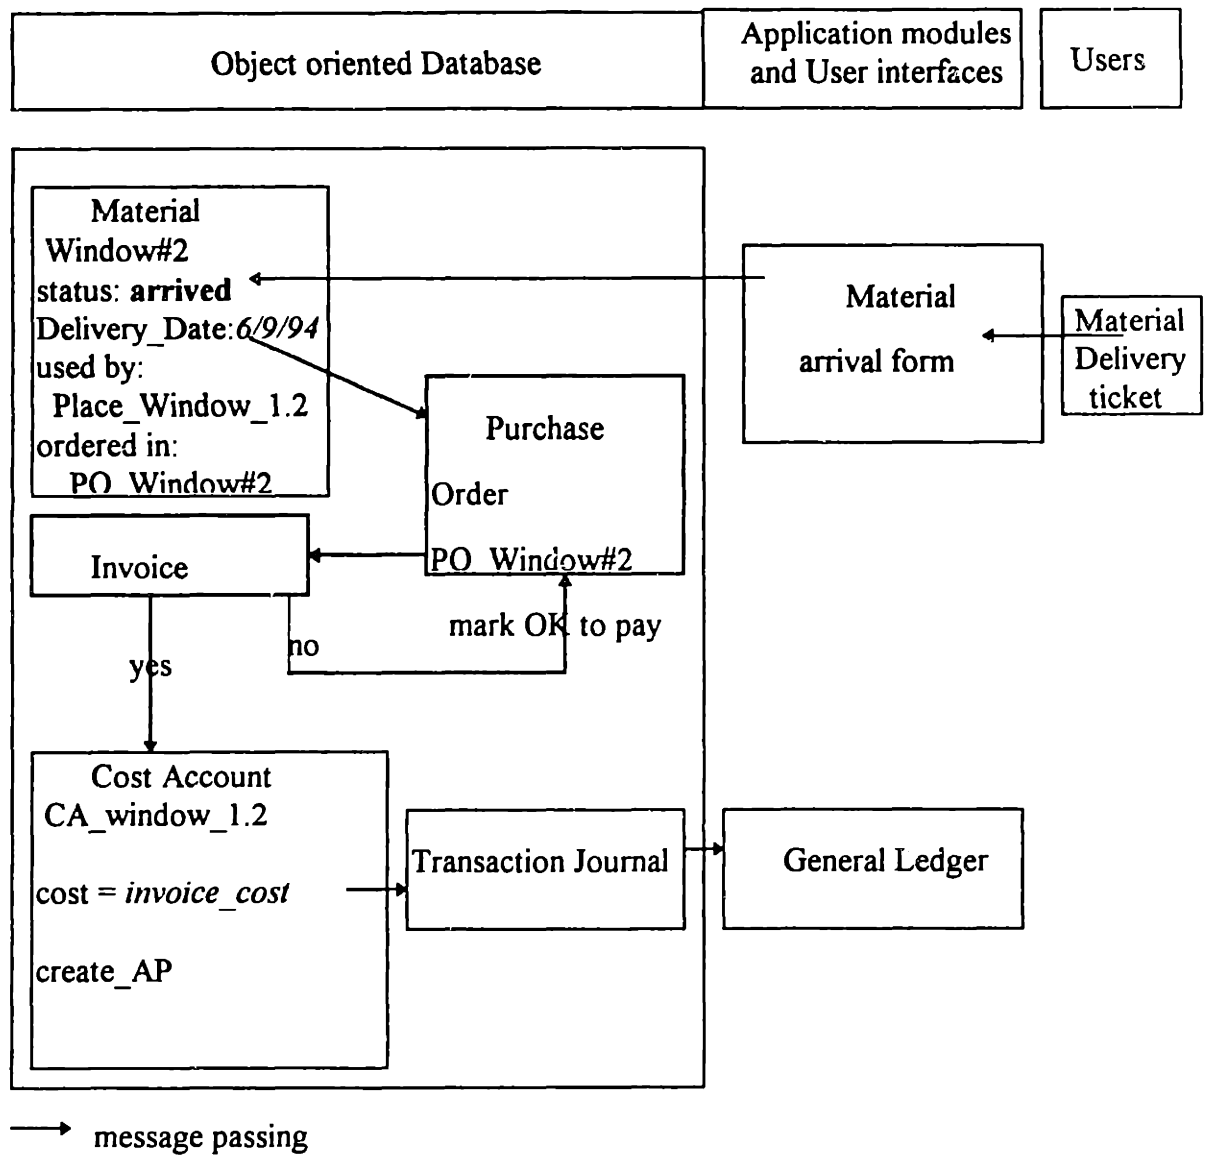 Object oriented Database
Application modules
and User interfaces
Users
Material
Window#2
status: arrived
Delivery_Date:6/9/94
used by:
Place_Window_1.2
ordered in:
PO_Window#2
Material
arrival form
Material
Delivery
ticket
Purchase
Order
PO_Window#2
Invoice
mark OK to pay
no
yes
Cost Account
CA_window_1.2
cost = invoice_cost
create_AP
Transaction Journal
General Ledger
message passing